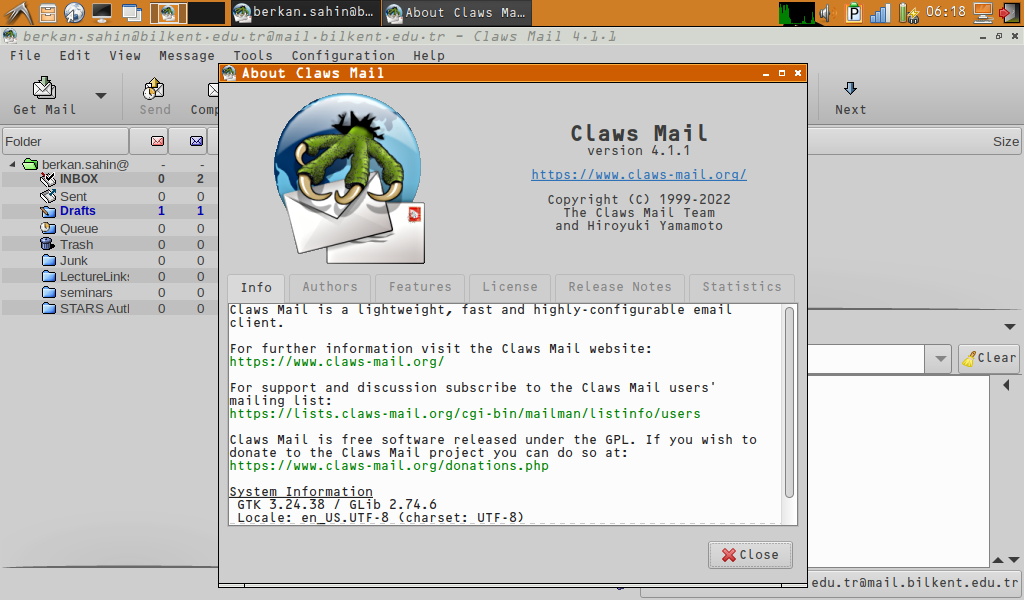 berkan.sahin@b…
About Claws Ma…
P
06:18
berkan.sahin@bilkent.edu.tr@mail.bilkent.edu.tr - Claws Mail 4.1.1
File Edit View Message Tools Configuration Help
Get Mail
Send
Comp
Next
About Claws Mail
Folder
Size
berkan.sahin@ - -
INBOX 0 2
Sent 0 0
Drafts 1 1
Queue 0 0
Trash 0 0
Junk 0 0
LectureLinks 0 0
seminars 0 0
STARS Autl 0 0
Claws Mail
version 4.1.1
https://www.claws-mail.org/
Copyright (C) 1999-2022
The Claws Mail Team
and Hiroyuki Yamamoto
Info Authors Features License Release Notes Statistics
Claws Mail is a lightweight, fast and highly-configurable email
client.
For further information visit the Claws Mail website:
https://www.claws-mail.org/
For support and discussion subscribe to the Claws Mail users'
mailing list:
https://lists.claws-mail.org/cgi-bin/mailman/listinfo/users
Claws Mail is free software released under the GPL. If you wish to
donate to the Claws Mail project you can do so at:
https://www.claws-mail.org/donations.php
System Information
GTK 3.24.38 / GLib 2.74.6
Locale: en_US.UTF-8 (charset: UTF-8)
Clear
Close
edu.tr@mail.bilkent.edu.tr